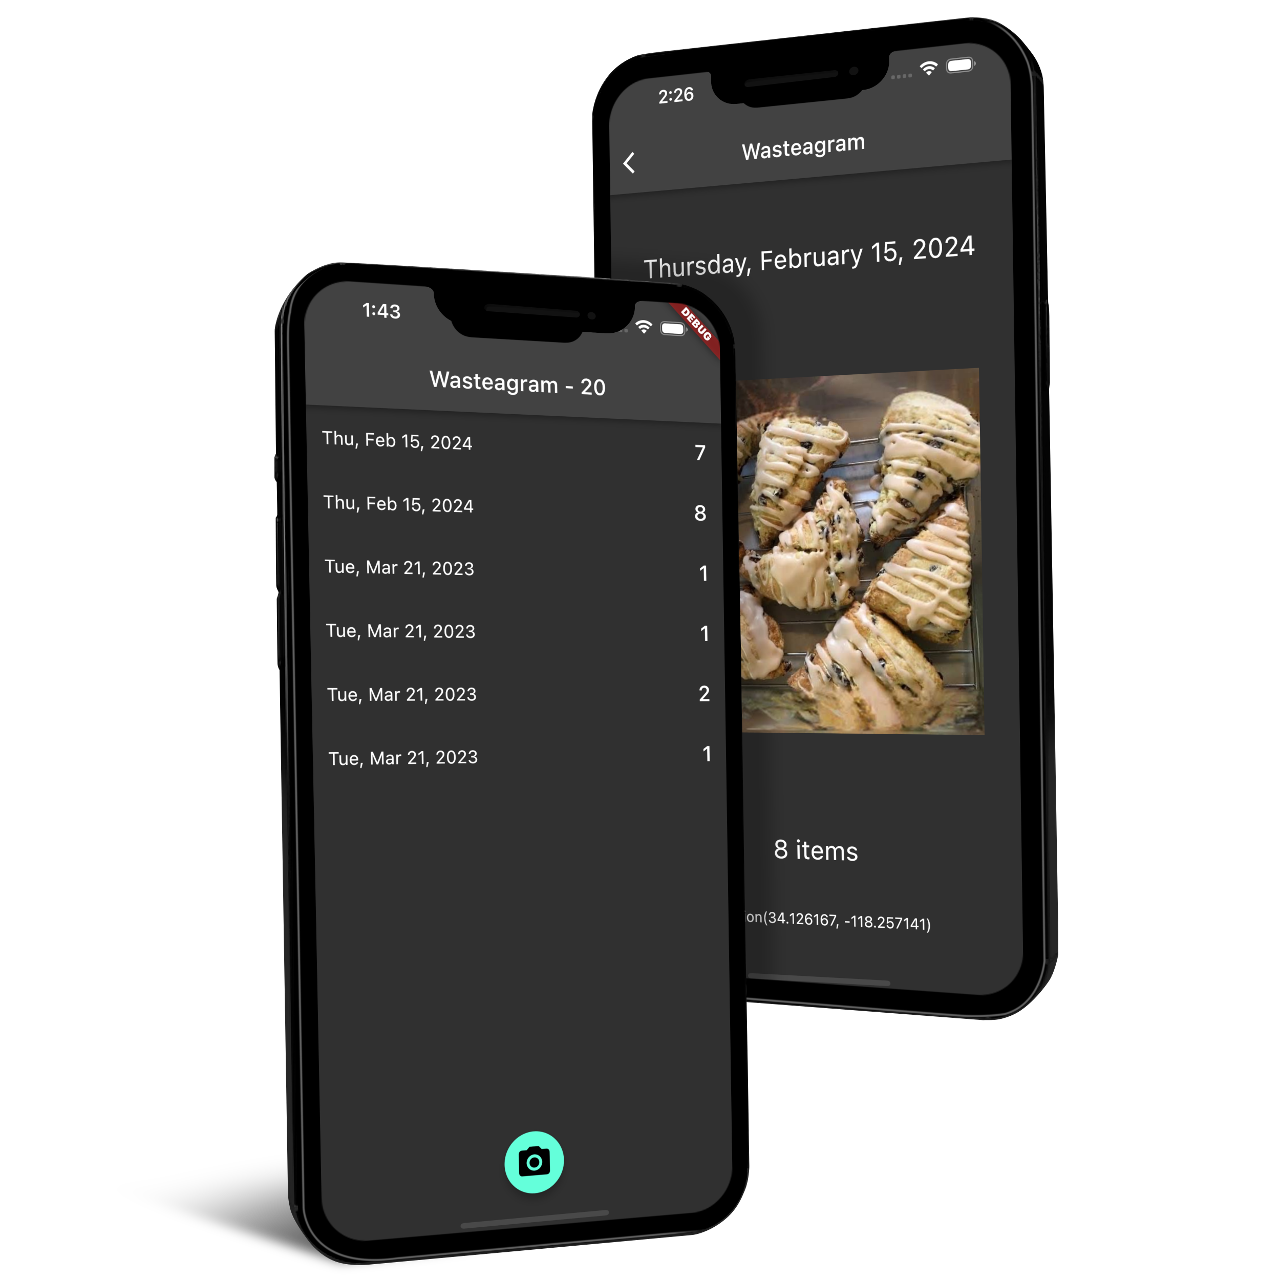 2:26
Wasteagram
Thursday, February 15, 2024
8 items
on(34.126167, -118.257141)
1:43
DEBUG
Wasteagram - 20
Thu, Feb 15, 2024 7
Thu, Feb 15, 2024 8
Tue, Mar 21, 2023 1
Tue, Mar 21, 2023 1
Tue, Mar 21, 2023 2
Tue, Mar 21, 2023 1